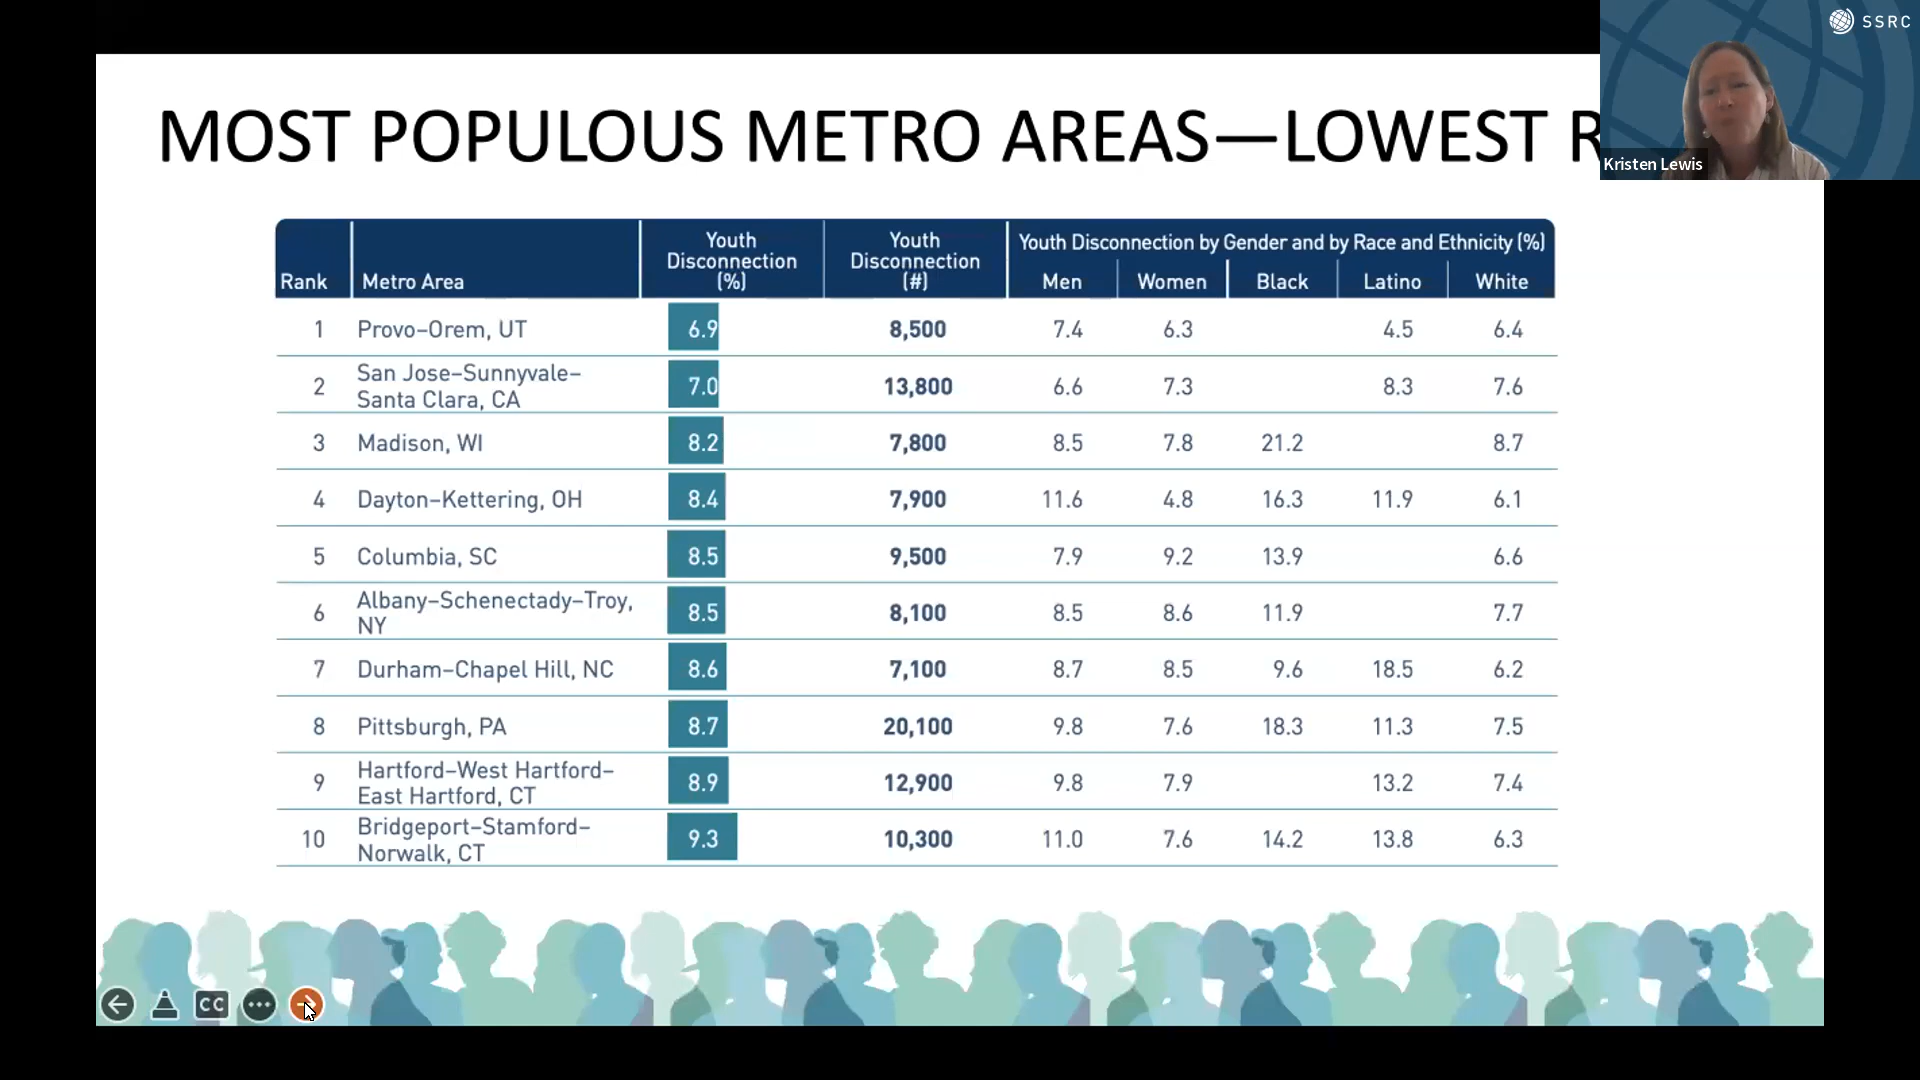 SSRC
MOST POPULOUS METRO AREAS—LOWEST R
Kristen Lewis
Youth Disconnection by Gender and by Race and Ethnicity (%)
Rank Metro Area Youth Disconnection (%) Youth Disconnection (#) Men Women Black Latino White
1 Provo–Orem, UT 6.9 8,500 7.4 6.3 4.5 6.4
2 San Jose–Sunnyvale–
Santa Clara, CA 7.0 13,800 6.6 7.3 8.3 7.6
3 Madison, WI 8.2 7,800 8.5 7.8 21.2 8.7
4 Dayton–Kettering, OH 8.4 7,900 11.6 4.8 16.3 11.9 6.1
5 Columbia, SC 8.5 9,500 7.9 9.2 13.9 6.6
6 Albany–Schenectady–Troy,
NY 8.5 8,100 8.5 8.6 11.9 7.7
7 Durham–Chapel Hill, NC 8.6 7,100 8.7 8.5 9.6 18.5 6.2
8 Pittsburgh, PA 8.7 20,100 9.8 7.6 18.3 11.3 7.5
9 Hartford–West Hartford–
East Hartford, CT 8.9 12,900 9.8 7.9 13.2 7.4
10 Bridgeport–Stamford–
Norwalk, CT 9.3 10,300 11.0 7.6 14.2 13.8 6.3
CC